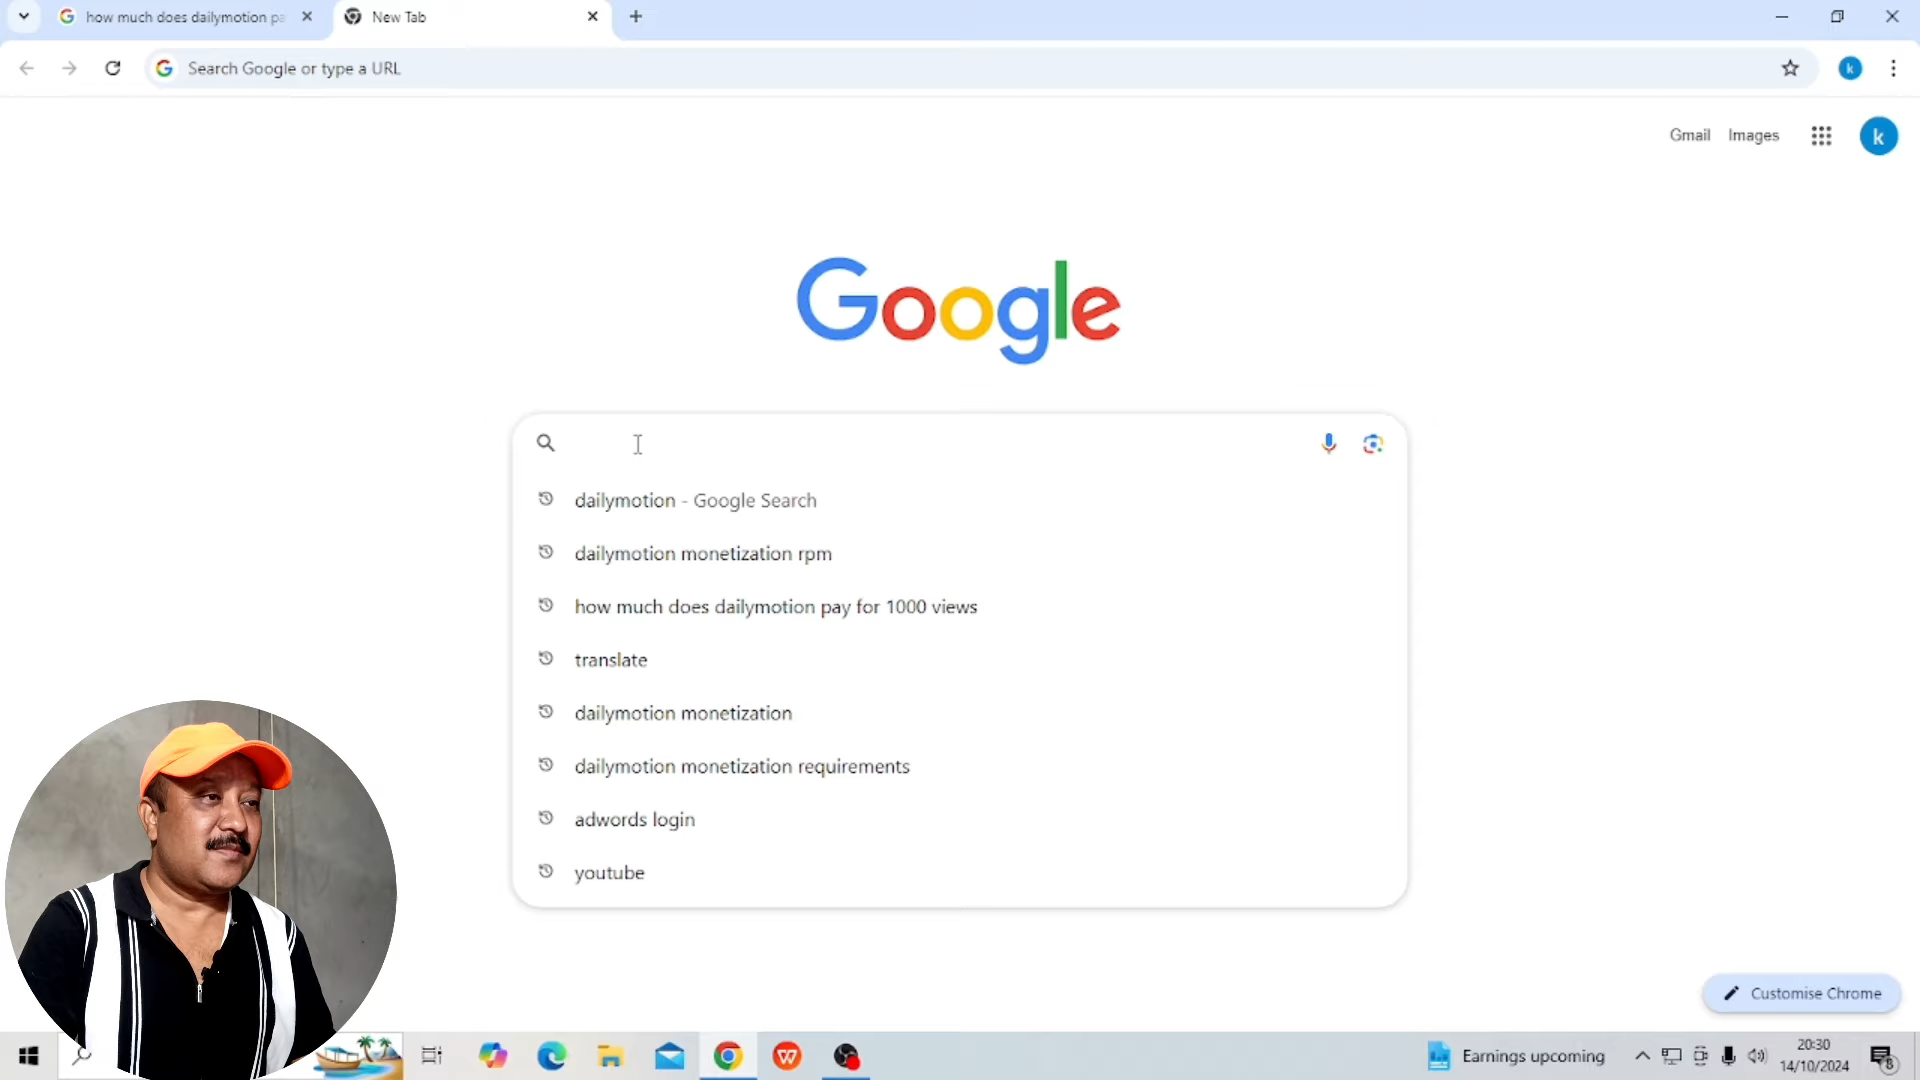 how much does dailymotion pa
New Tab
Search Google or type a URL
k
Gmail
Images
k
Google
dailymotion - Google Search
dailymotion monetization rpm
how much does dailymotion pay for 1000 views
translate
dailymotion monetization
dailymotion monetization requirements
adwords login
youtube
Customise Chrome
Earnings upcoming
20:30
14/10/2024
8